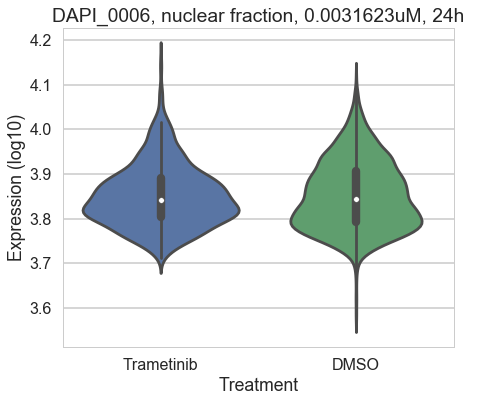 DAPI_0006, nuclear fraction, 0.0031623uM, 24h
Expression (log10)
4.2
4.1
4.0
3.9
3.8
3.7
3.6
Trametinib
DMSO
Treatment